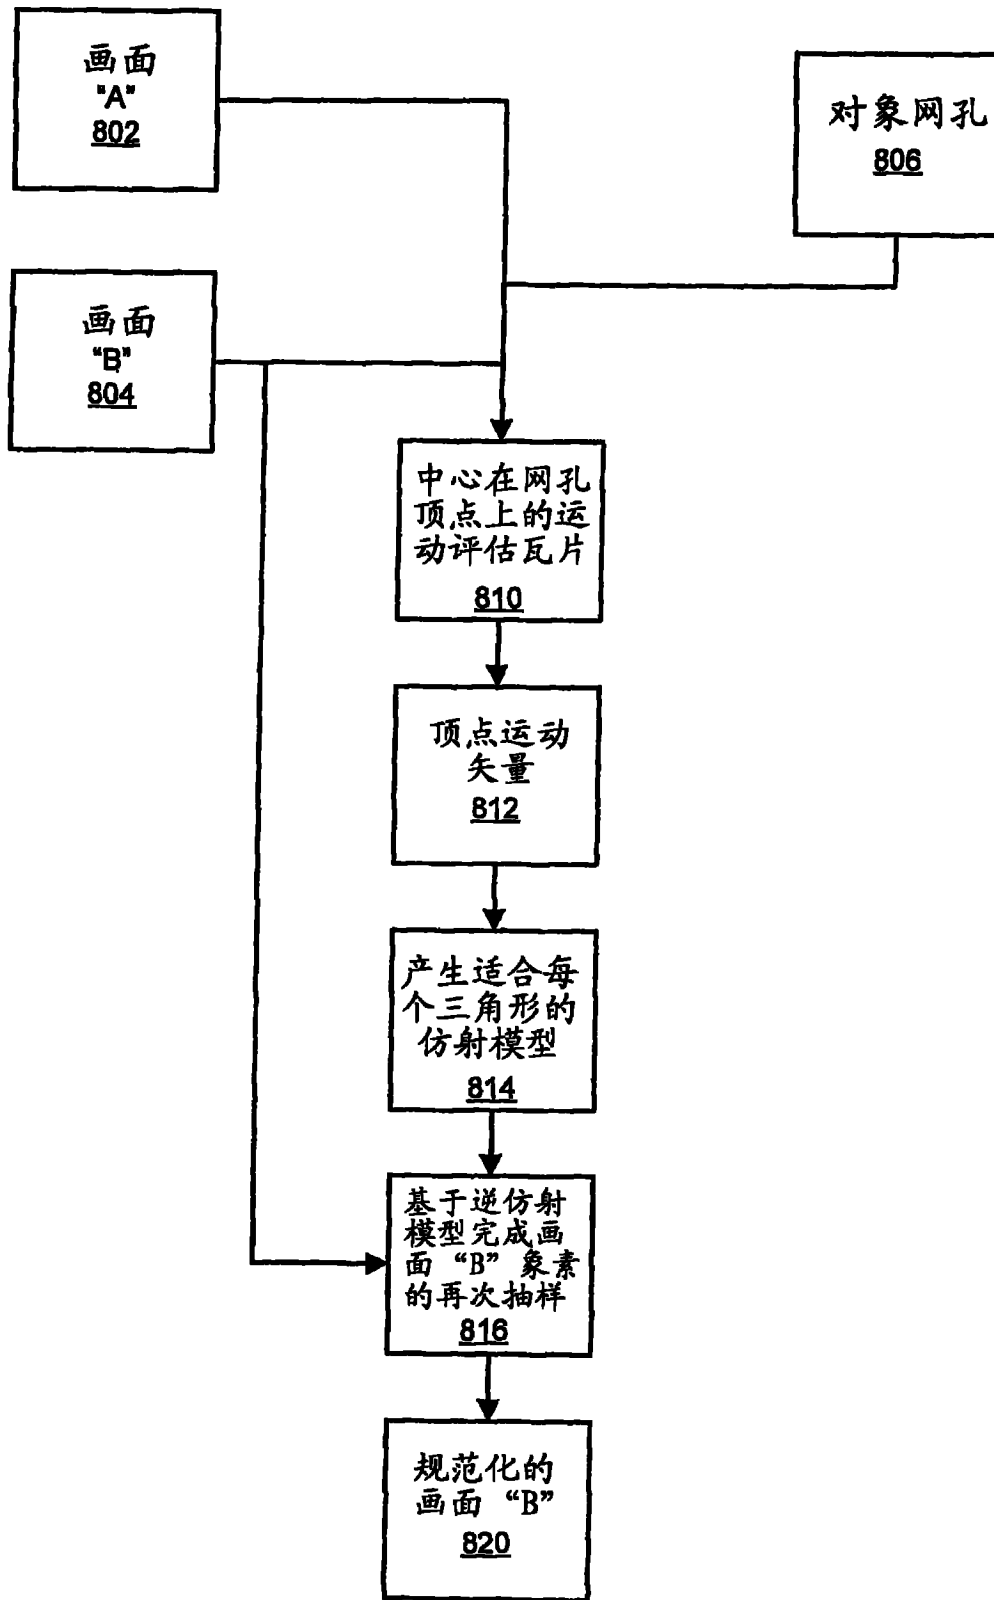 画面
"A"
802
对象网孔
806
画面
"B"
804
中心在网孔
顶点上的运
动评估瓦片
810
顶点运动
矢量
812
产生适合每
个三角形的
仿射模型
814
基于逆仿射
模型完成画
面 “B” 象素
的再次抽样
816
规范化的
画面 “B”
820